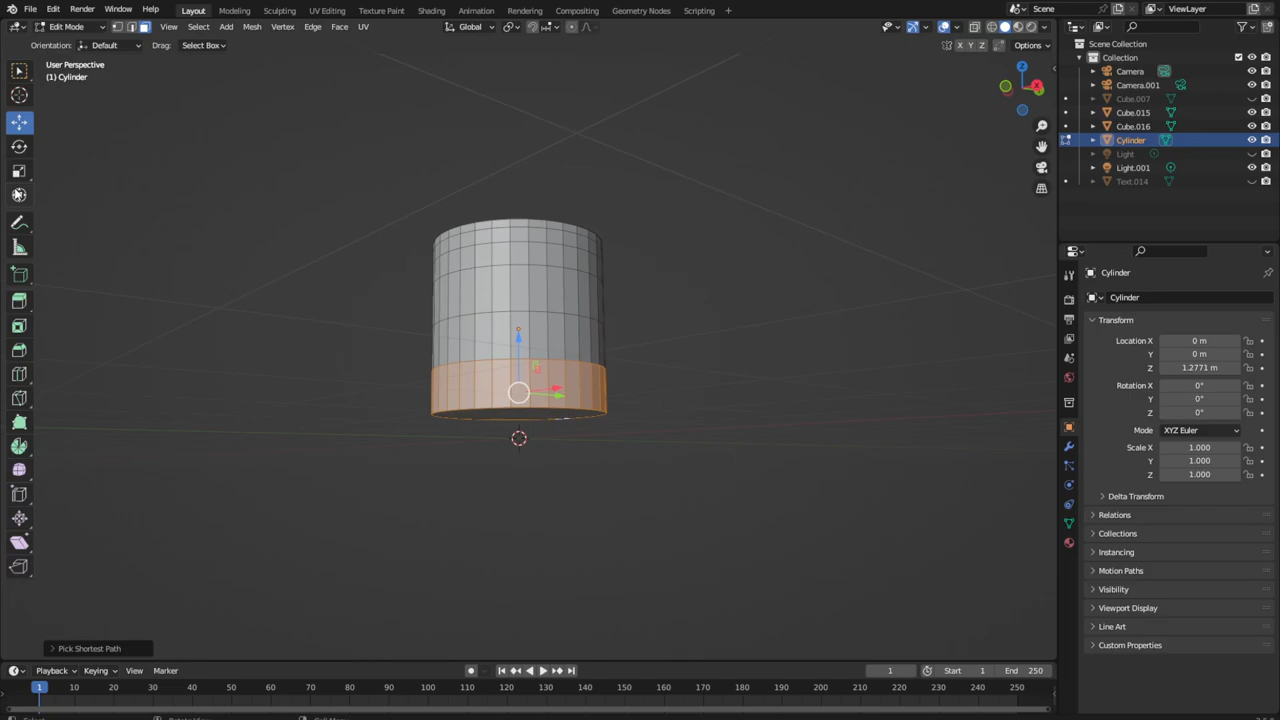 File Edit Render Window Help Layout Modeling Sculpting UV Editing Texture Paint Shading Animation Rendering Compositing Geometry Nodes Scripting + Scene ViewLayer
Edit Mode View Select Add Mesh Vertex Edge Face UV Global
Orientation: Default Drag: Select Box X Y Z Options
User Perspective
(1) Cylinder
Z
X
Scene Collection
Collection
Camera
Camera.001
Cube.007
Cube.015
Cube.016
Cylinder
Light
Light.001
Text.014
Cylinder
Cylinder
Transform
Location X 0 m
Y 0 m
Z 1.2771 m
Rotation X 0°
Y 0°
Z 0°
Mode XYZ Euler
Scale X 1.000
Y 1.000
Z 1.000
Delta Transform
Relations
Collections
Instancing
Motion Paths
Visibility
Viewport Display
Line Art
Custom Properties
Pick Shortest Path
Playback Keying View Marker 1 Start 1 End 250
1 10 20 30 40 50 60 70 80 90 100 110 120 130 140 150 160 170 180 190 200 210 220 230 240 250